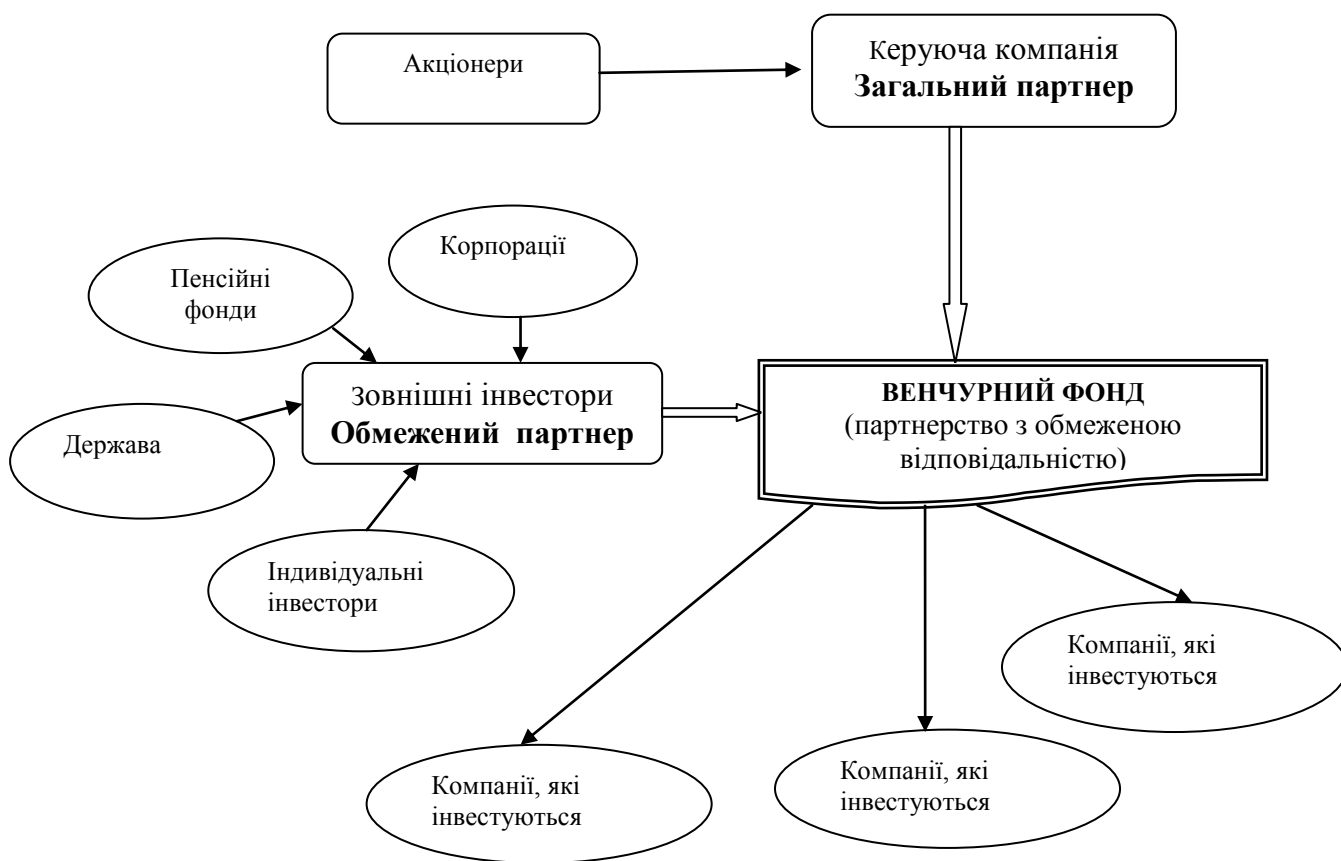 Акціонери
Керуюча компанія
Загальний партнер
Корпорації
Пенсійні
фонди
Зовнішні інвестори
Обмежений партнер
ВЕНЧУРНИЙ ФОНД
(партнерство з обмеженою
відповідальністю)
Держава
Індивідуальні
інвестори
Компанії, які
інвестуються
Компанії, які
інвестуються
Компанії, які
інвестуються